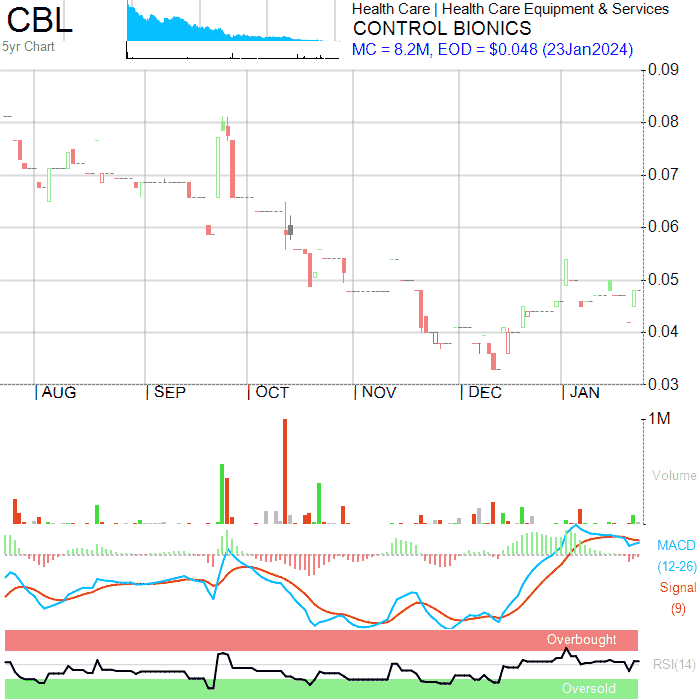 CBL
5yr Chart
Health Care | Health Care Equipment & Services
CONTROL BIONICS
MC = 8.2M, EOD = $0.048 (23Jan2024)
0.09
0.08
0.07
0.06
0.05
0.04
0.03
| AUG | SEP | OCT | NOV | DEC | JAN
1M
Volume
MACD
(12-26)
Signal
(9)
Overbought
RSI(14)
Oversold